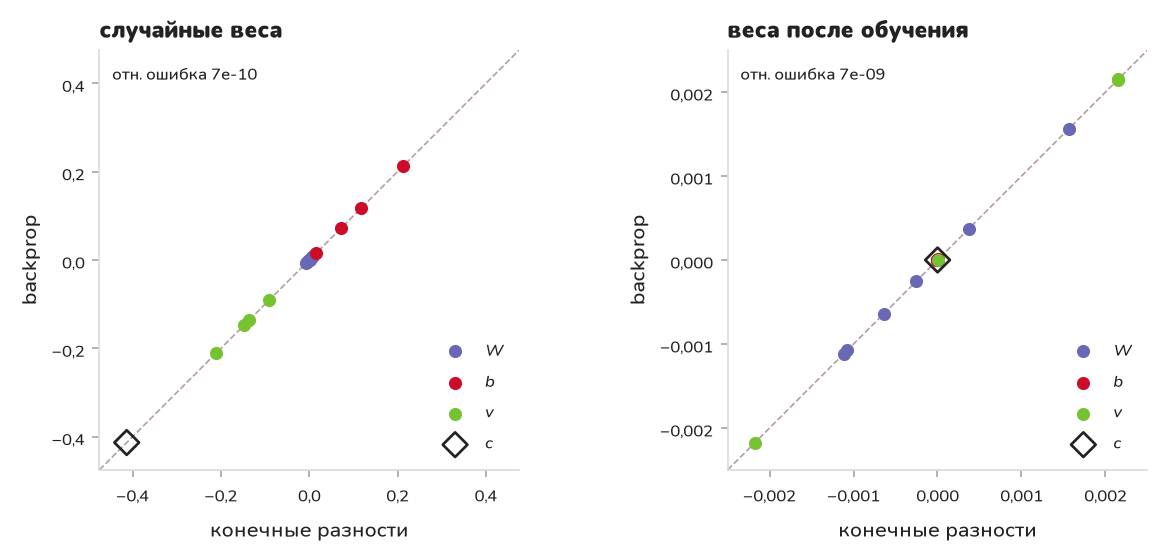 случайные веса
отн. ошибка 7e-10
0,4
0,2
0,0
−0,2
−0,4
backprop
W
b
v
c
−0,4
−0,2
0,0
0,2
0,4
конечные разности
веса после обучения
отн. ошибка 7e-09
0,002
0,001
0,000
−0,001
−0,002
backprop
W
b
v
c
−0,002
−0,001
0,000
0,001
0,002
конечные разности